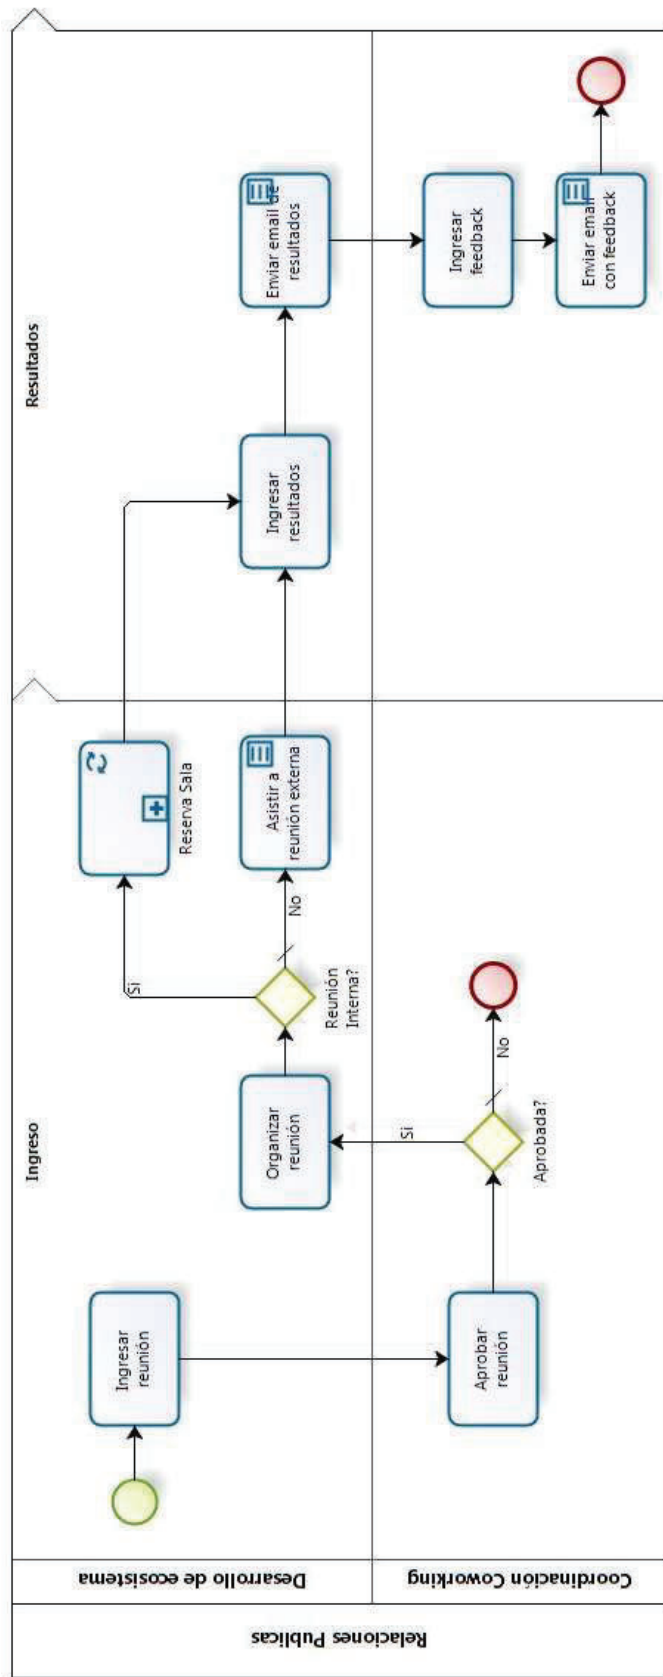 Relaciones Publicas
Desarrollo de ecosistema
Coordinación Coworking
Ingreso
Resultados
Ingresar
reunión
Aprobar
reunión
Aprobada?
Si
No
Organizar
reunión
Reunión
Interna?
Si
No
Reserva Sala
Asistir a
reunión externa
Ingresar
resultados
Enviar email de
resultados
Ingresar
feedback
Enviar email
con feedback